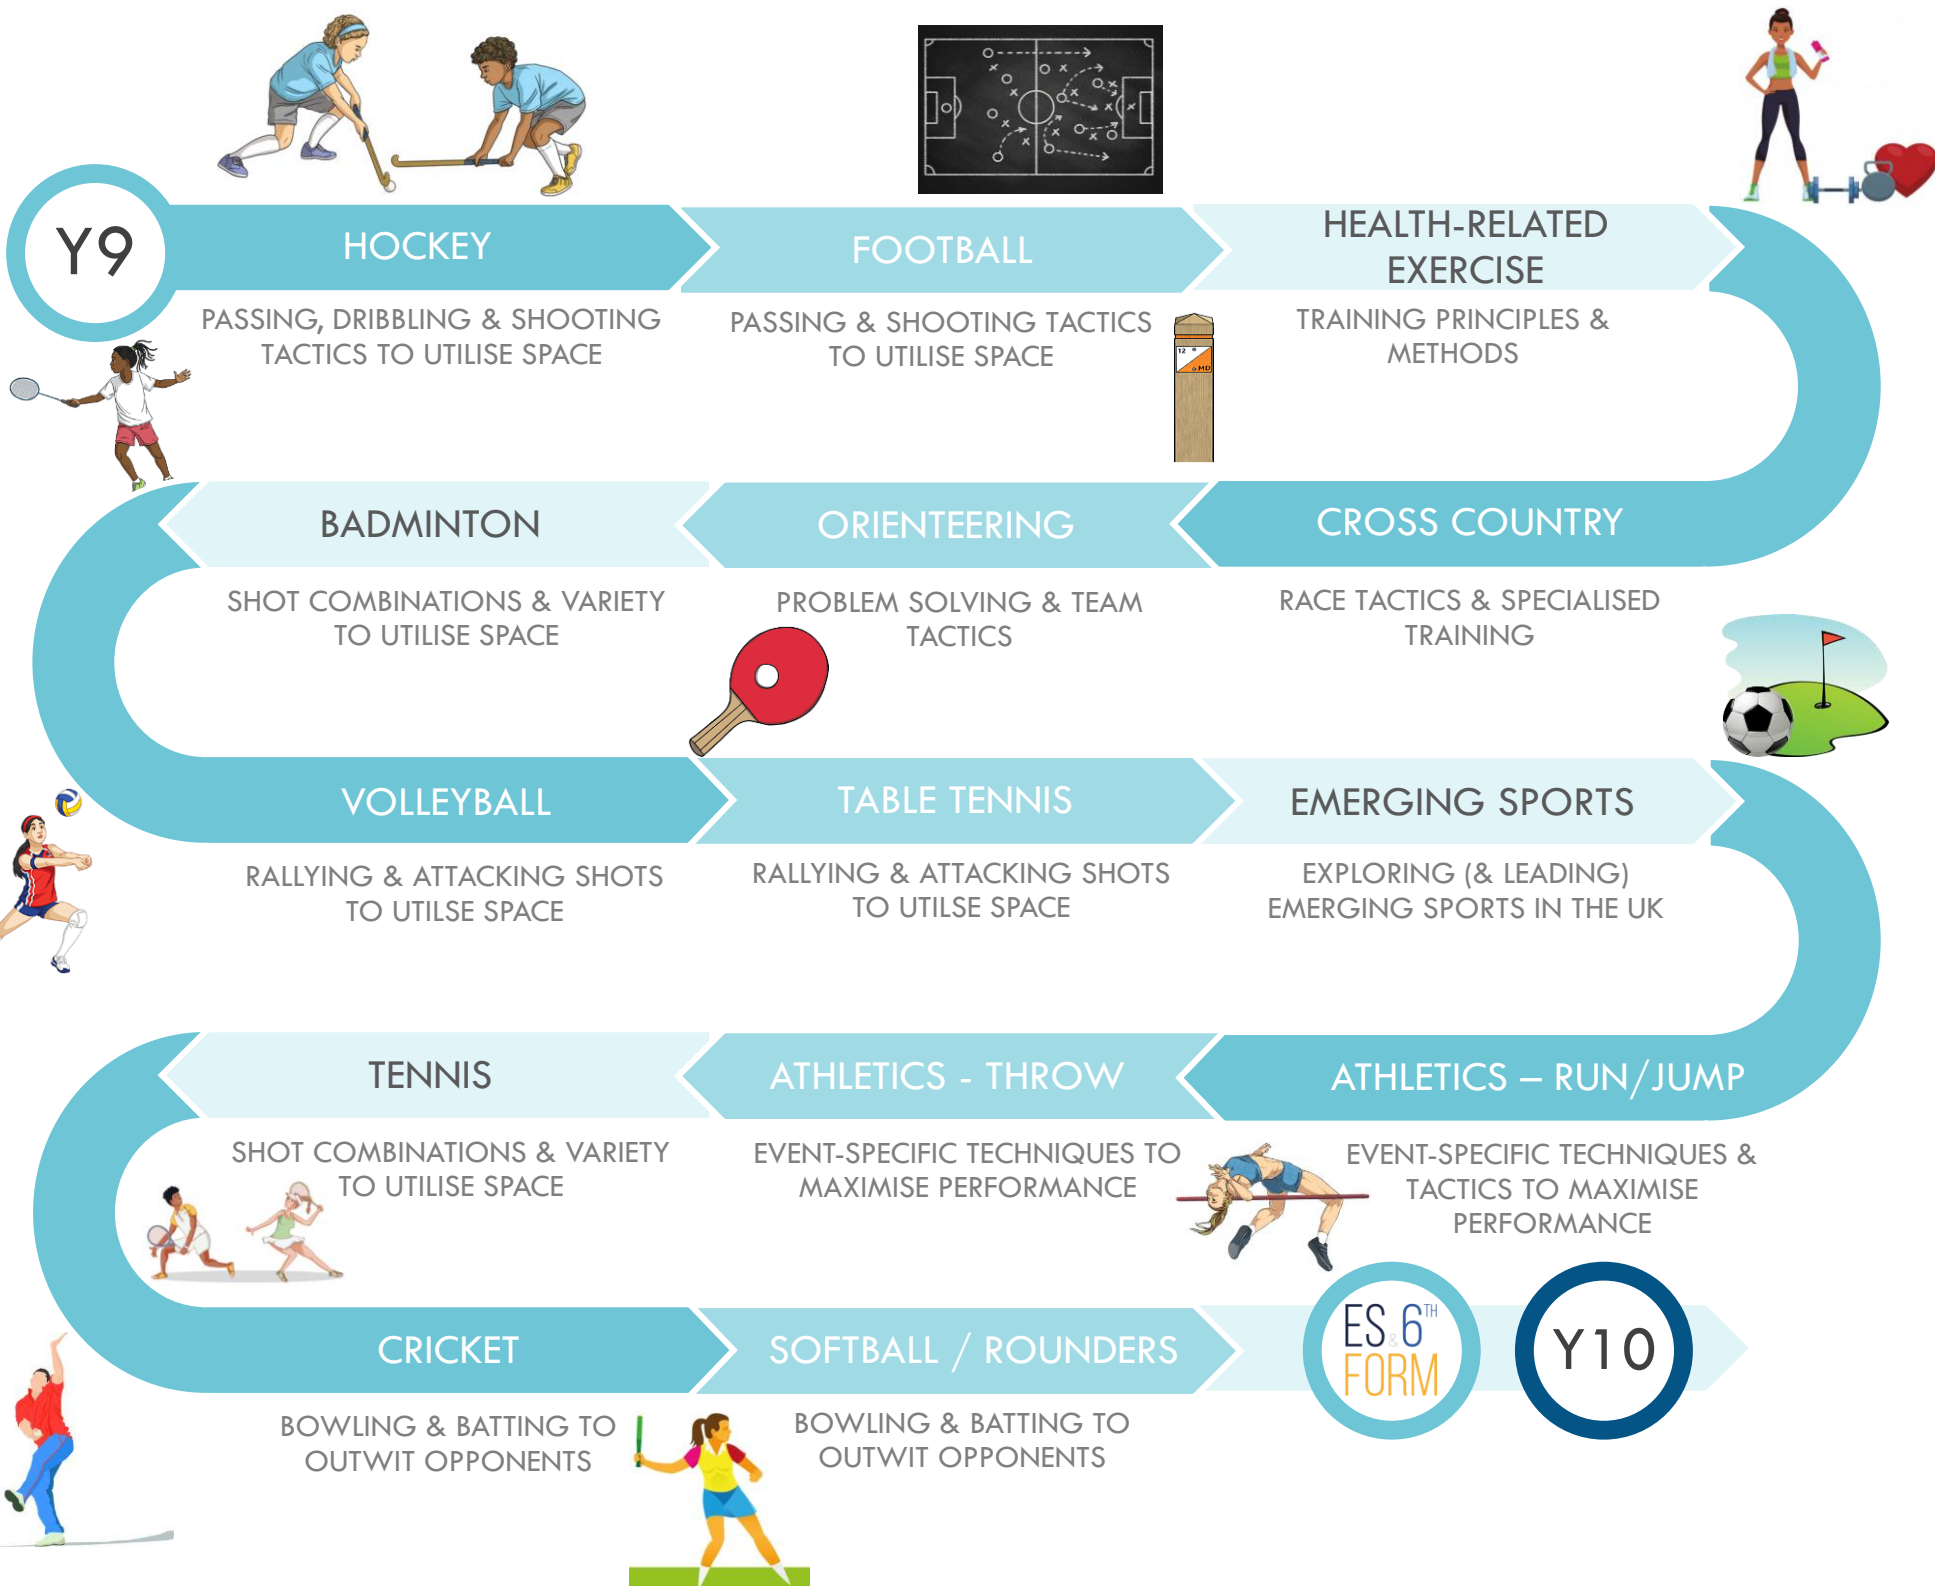 Y9
HOCKEY
FOOTBALL
HEALTH-RELATED
EXERCISE
PASSING, DRIBBLING & SHOOTING
TACTICS TO UTILISE SPACE
PASSING & SHOOTING TACTICS
TO UTILISE SPACE
TRAINING PRINCIPLES &
METHODS
12
MD
CROSS COUNTRY
ORIENTEERING
BADMINTON
RACE TACTICS & SPECIALISED
TRAINING
PROBLEM SOLVING & TEAM
TACTICS
SHOT COMBINATIONS & VARIETY
TO UTILISE SPACE
VOLLEYBALL
TABLE TENNIS
EMERGING SPORTS
RALLYING & ATTACKING SHOTS
TO UTILSE SPACE
RALLYING & ATTACKING SHOTS
TO UTILSE SPACE
EXPLORING (& LEADING)
EMERGING SPORTS IN THE UK
ATHLETICS – RUN/JUMP
ATHLETICS - THROW
TENNIS
EVENT-SPECIFIC TECHNIQUES &
TACTICS TO MAXIMISE
PERFORMANCE
EVENT-SPECIFIC TECHNIQUES TO
MAXIMISE PERFORMANCE
SHOT COMBINATIONS & VARIETY
TO UTILISE SPACE
CRICKET
SOFTBALL / ROUNDERS
ES & 6TH
FORM
Y10
BOWLING & BATTING TO
OUTWIT OPPONENTS
BOWLING & BATTING TO
OUTWIT OPPONENTS